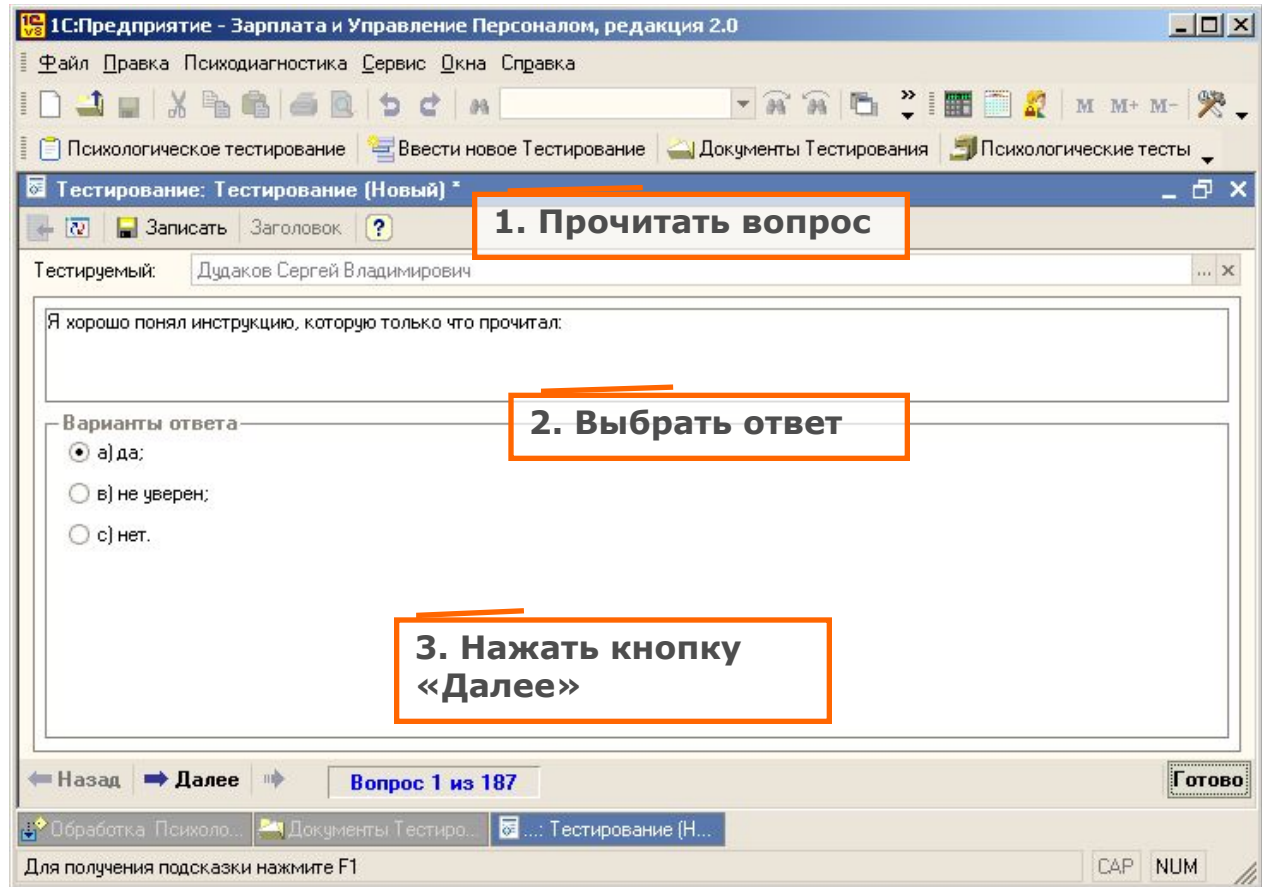 1С:Предприятие - Зарплата и Управление Персоналом, редакция 2.0
Файл Правка Психодиагностика Сервис Окна Справка
M M+ M-
Психологическое тестирование Ввести новое Тестирование Документы Тестирования Психологические тесты
Тестирование: Тестирование (Новый) *
1. Прочитать вопрос
Записать Заголовок ?
Тестируемый: Дудаков Сергей Владимирович ... x
Я хорошо понял инструкцию, которую только что прочитал:
2. Выбрать ответ
Варианты ответа
а) да;
в) не уверен;
с) нет.
3. Нажать кнопку
«Далее»
Назад Далее Вопрос 1 из 187 Готово
Обработка Психоло... Документы Тестиро... ...: Тестирование (Н...
Для получения подсказки нажмите F1 CAP NUM